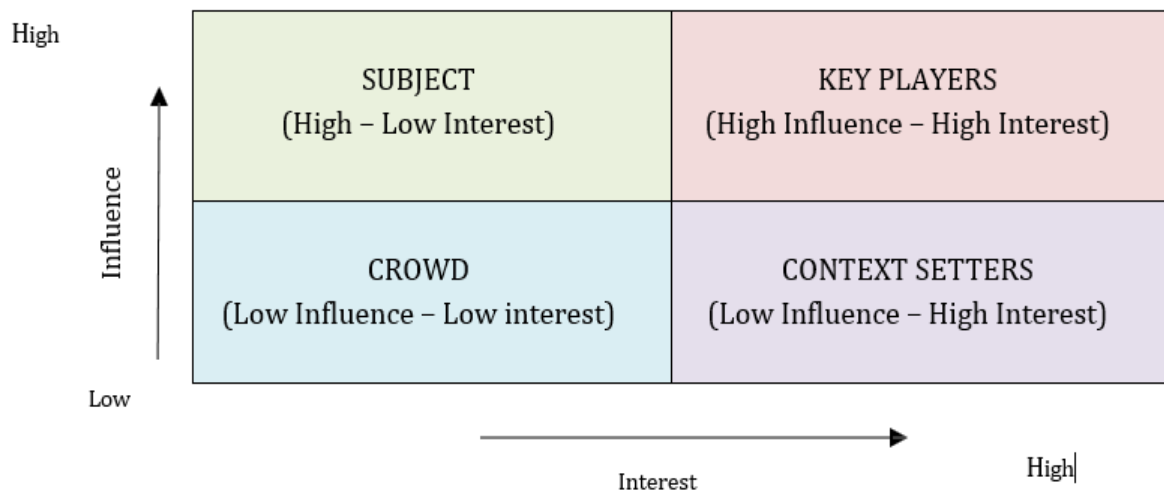 High
SUBJECT
(High – Low Interest)
KEY PLAYERS
(High Influence – High Interest)
Influence
CROWD
(Low Influence – Low interest)
CONTEXT SETTERS
(Low Influence – High Interest)
Low
Interest
High